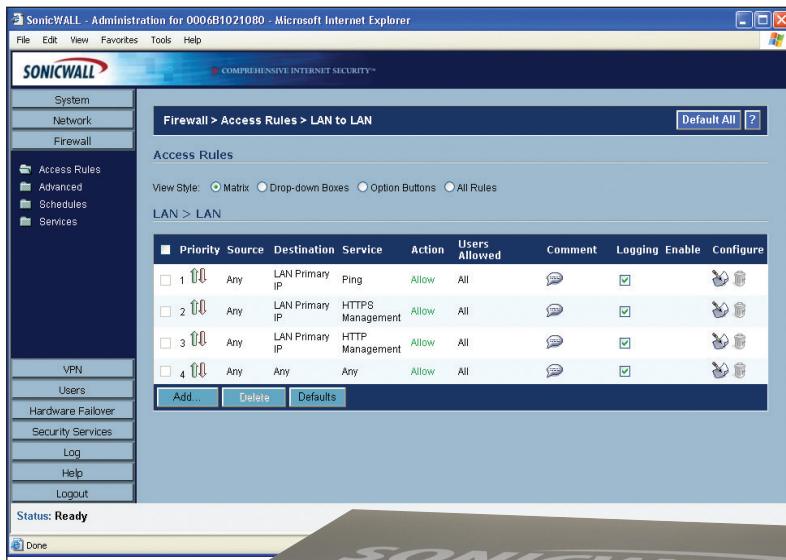 SonicWALL - Administration for 0006B1021080 - Microsoft Internet Explorer
File Edit View Favorites Tools Help
SONICWALL
COMPREHENSIVE INTERNET SECURITY™
System
Network
Firewall
Access Rules
Advanced
Schedules
Services
VPN
Users
Hardware Failover
Security Services
Log
Help
Logout
Firewall > Access Rules > LAN to LAN
Default All ?
Access Rules
View Style: Matrix Drop-down Boxes Option Buttons All Rules
LAN > LAN
Priority Source Destination Service Action Users Allowed Comment Logging Enable Configure
1 Any LAN Primary IP Ping Allow All
2 Any LAN Primary IP HTTPS Management Allow All
3 Any LAN Primary IP HTTP Management Allow All
4 Any Any Any Allow All
Add... Delete Defaults
Status: Ready
Done
SONICWALL